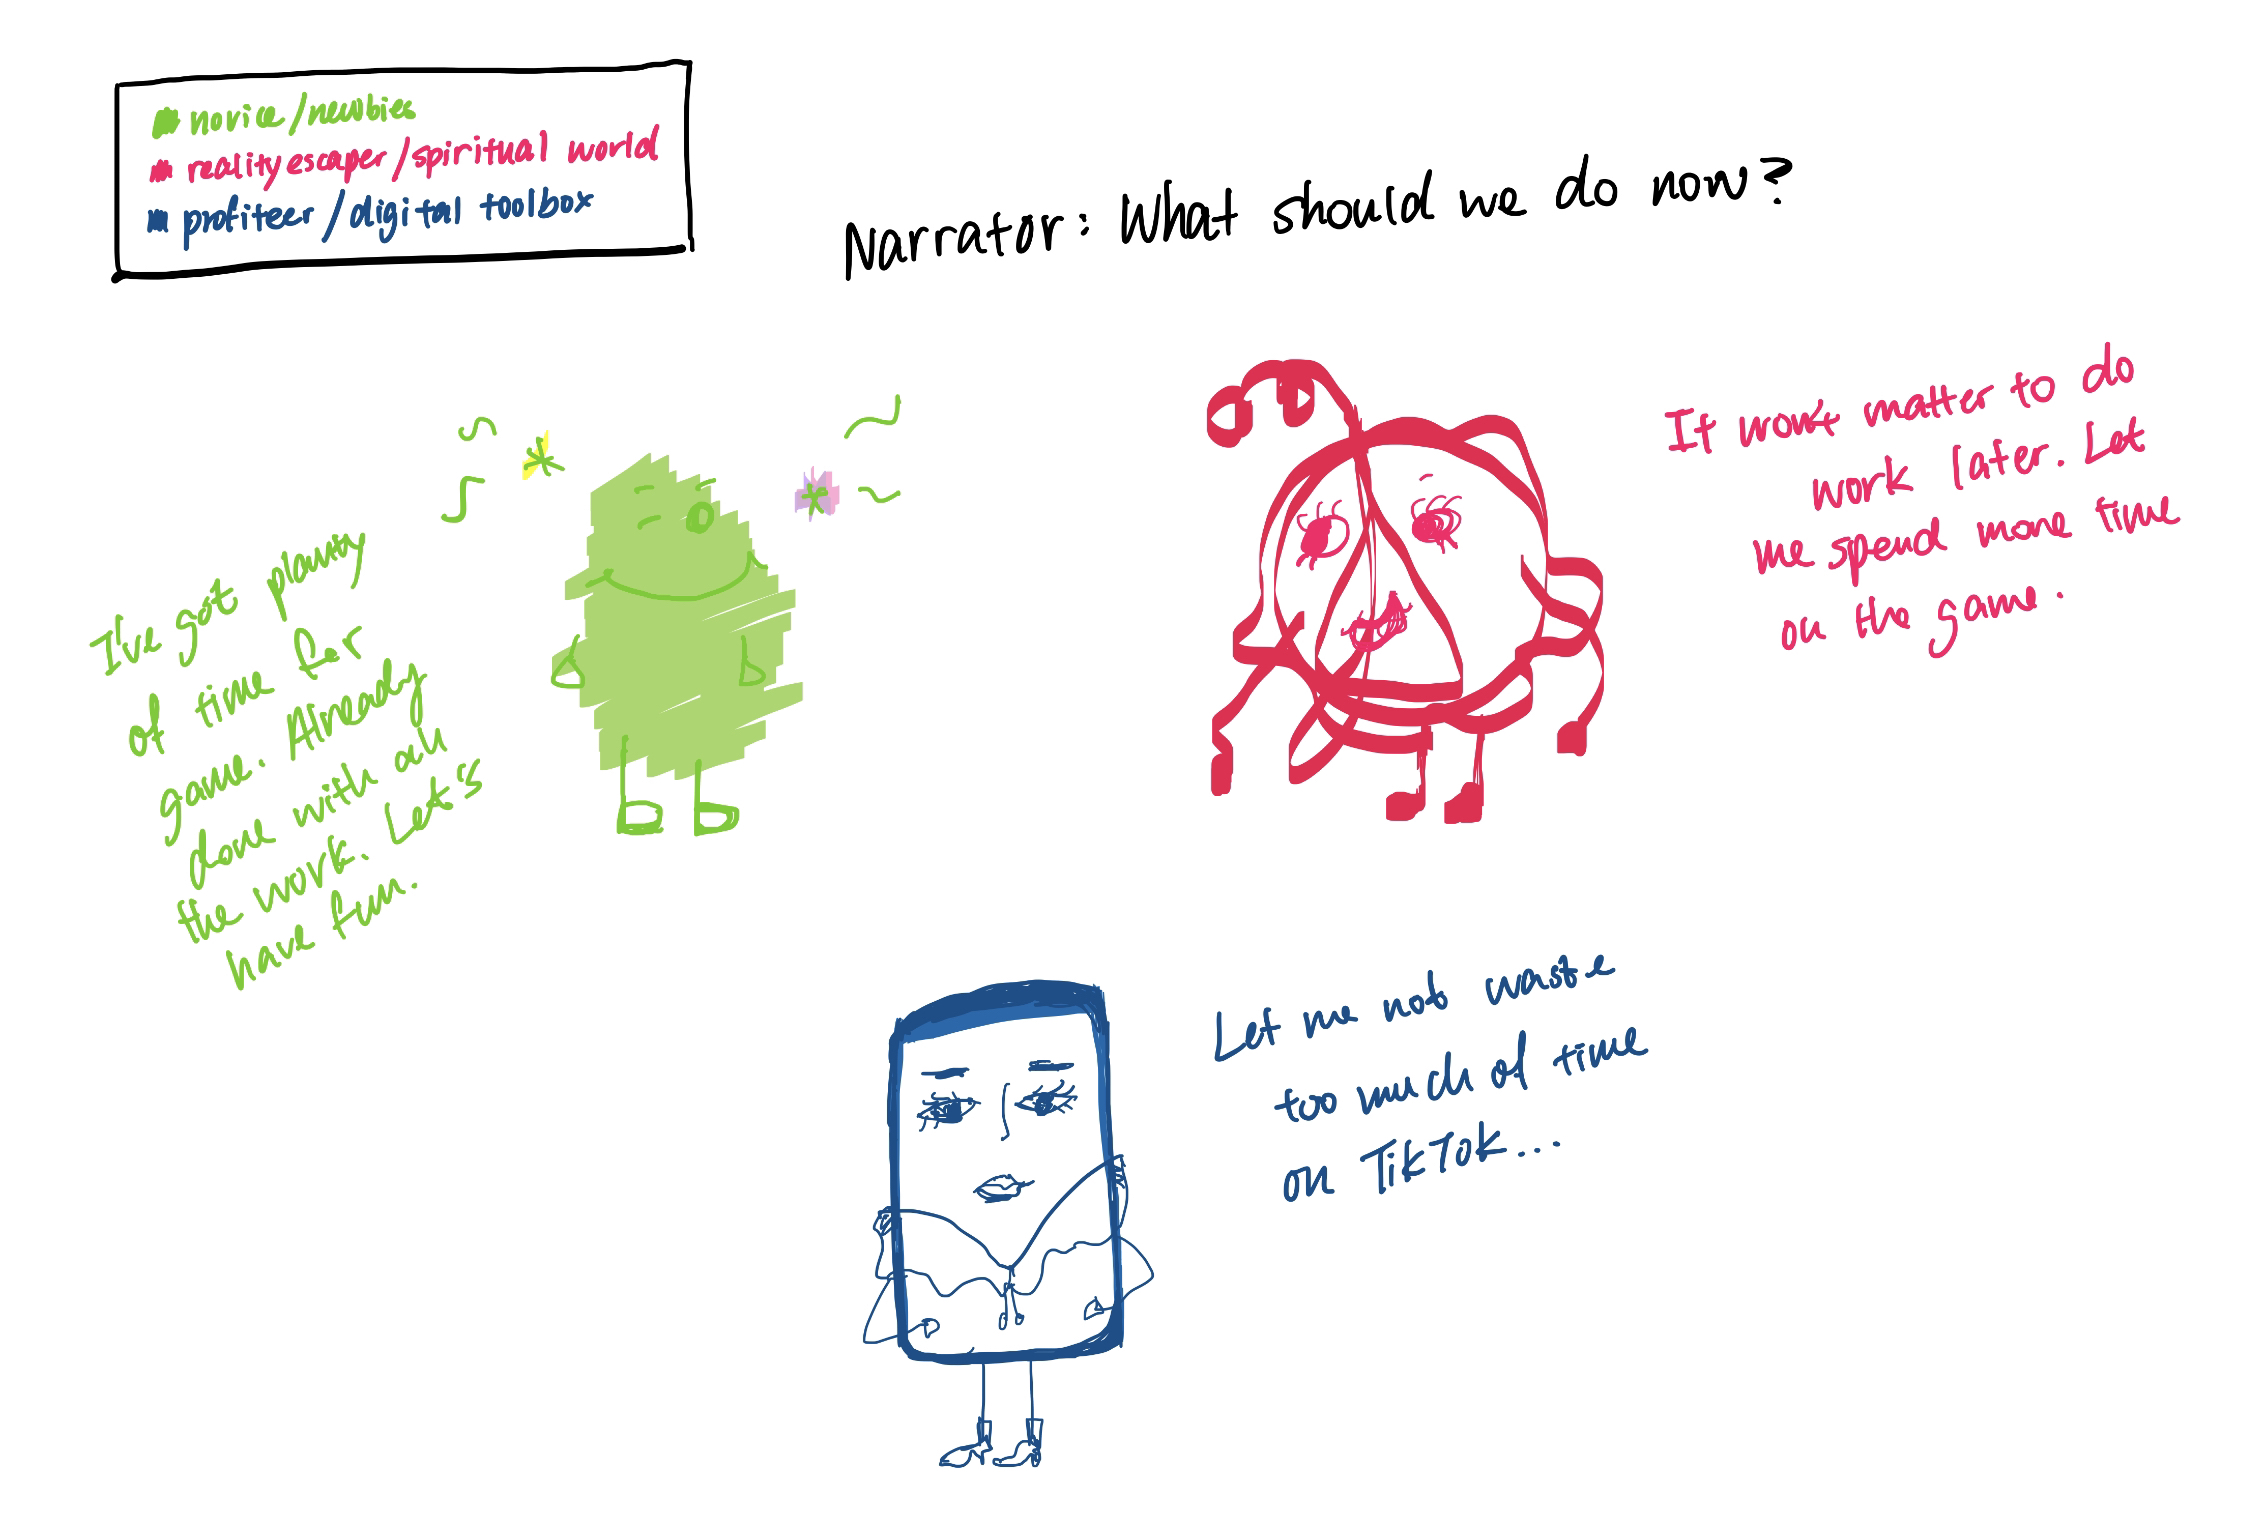 novice/newbies
reality escaper/spiritual world
profiteer/digital toolbox
Narrator: What should we do now?
I've got planty
of time for
game. Already
done with all
the work. Let's
have fun.
It won't matter to do
work later. Let
me spend more time
on the game.
Let me not waste
too much of time
on TikTok...